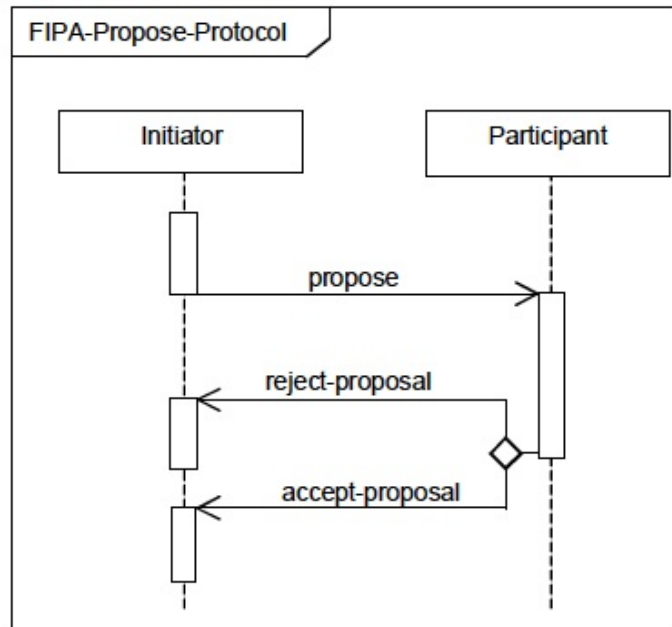 FIPA-Propose-Protocol
Initiator
Participant
propose
reject-proposal
accept-proposal